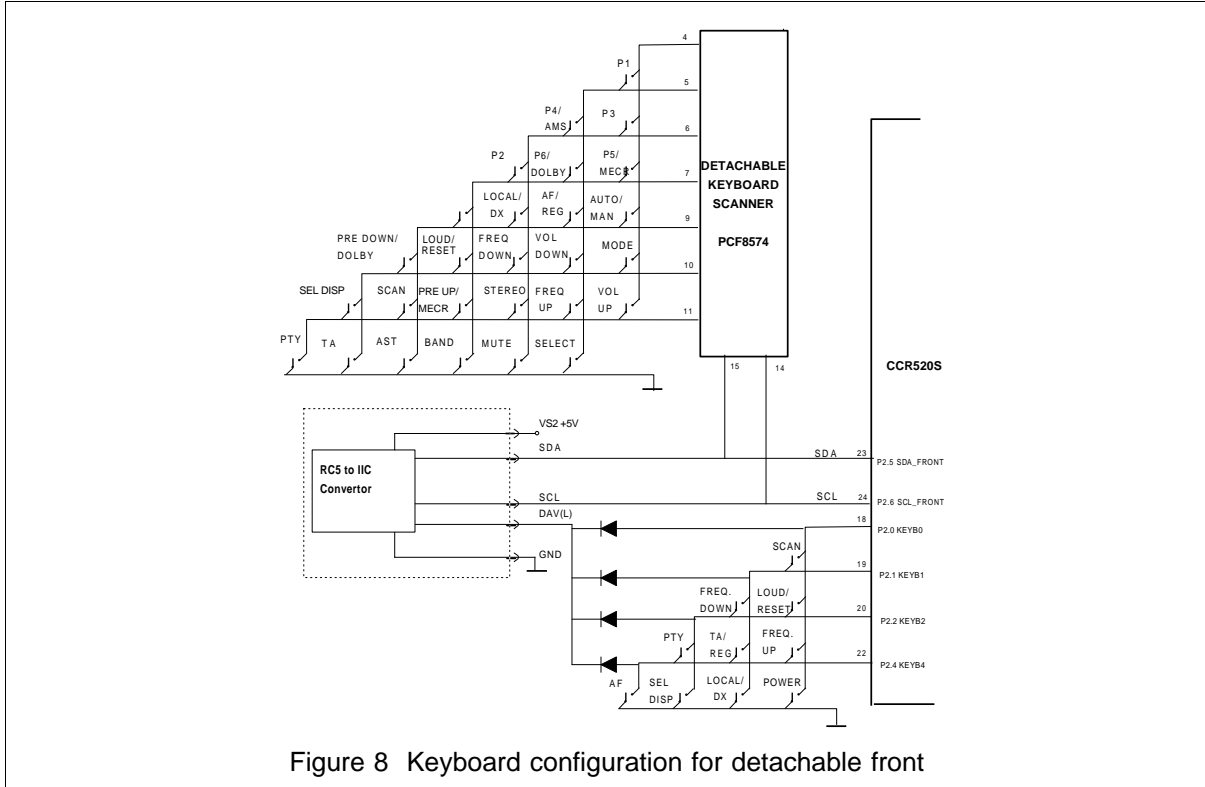 4
P1
5
P4/
AMS
P3
6
P2
P6/
DOLBY
P5/
MECR
7
LOCAL/
DX
AF/
REG
AUTO/
MAN
9
PRE DOWN/
DOLBY
LOUD/
RESET
FREQ
DOWN
VOL
DOWN
MODE
10
SEL DISP
SCAN
PRE UP/
MECR
STEREO
FREQ
UP
VOL
UP
11
PTY
TA
AST
BAND
MUTE
SELECT
DETACHABLE
KEYBOARD
SCANNER
PCF8574
15
14
CCR520S
VS2 +5V
SDA
SDA
23
P2.5 SDA_FRONT
RC5 to IIC
Convertor
SCL
SCL
24
P2.6 SCL_FRONT
DAV(L)
18
P2.0 KEYB0
GND
SCAN
19
P2.1 KEYB1
FREQ.
DOWN
LOUD/
RESET
20
P2.2 KEYB2
PTY
TA/
REG
FREQ.
UP
22
P2.4 KEYB4
AF
SEL
DISP
LOCAL/
DX
POWER
Figure 8 Keyboard configuration for detachable front